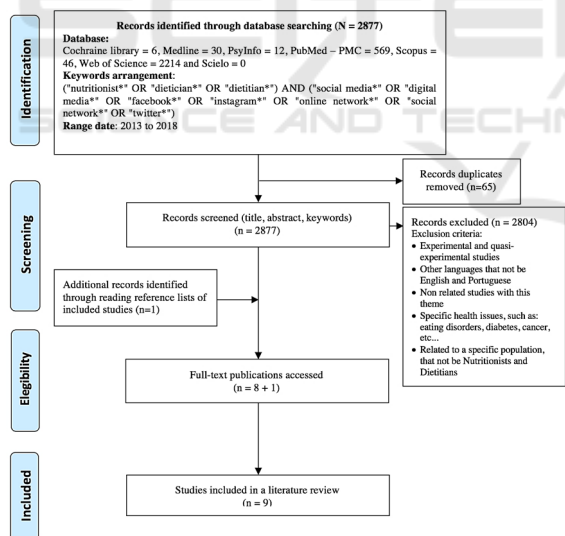 Identification
Records identified through database searching (N = 2877)
Database:
Cochraine library = 6, Medline = 30, PsyInfo = 12, PubMed – PMC = 569, Scopus =
46, Web of Science = 2214 and Scielo = 0
Keywords arrangement:
("nutritionist*" OR "dietician*" OR "dietitian*") AND ("social media*" OR "digital
media*" OR "facebook*" OR "instagram*" OR "online network*" OR "social
network*" OR "twitter*")
Range date: 2013 to 2018
Records duplicates
removed (n=65)
Screening
Records screened (title, abstract, keywords)
(n = 2877)
Records excluded (n = 2804)
Exclusion criteria:
• Experimental and quasi-
experimental studies
• Other languages that not be
English and Portuguese
• Non related studies with this
theme
• Specific health issues, such as:
eating disorders, diabetes, cancer,
etc...
• Related to a specific population,
that not be Nutritionists and
Dietitians
Additional records identified
through reading reference lists of
included studies (n=1)
Elegibility
Full-text publications accessed
(n = 8 + 1)
Included
Studies included in a literature review
(n = 9)